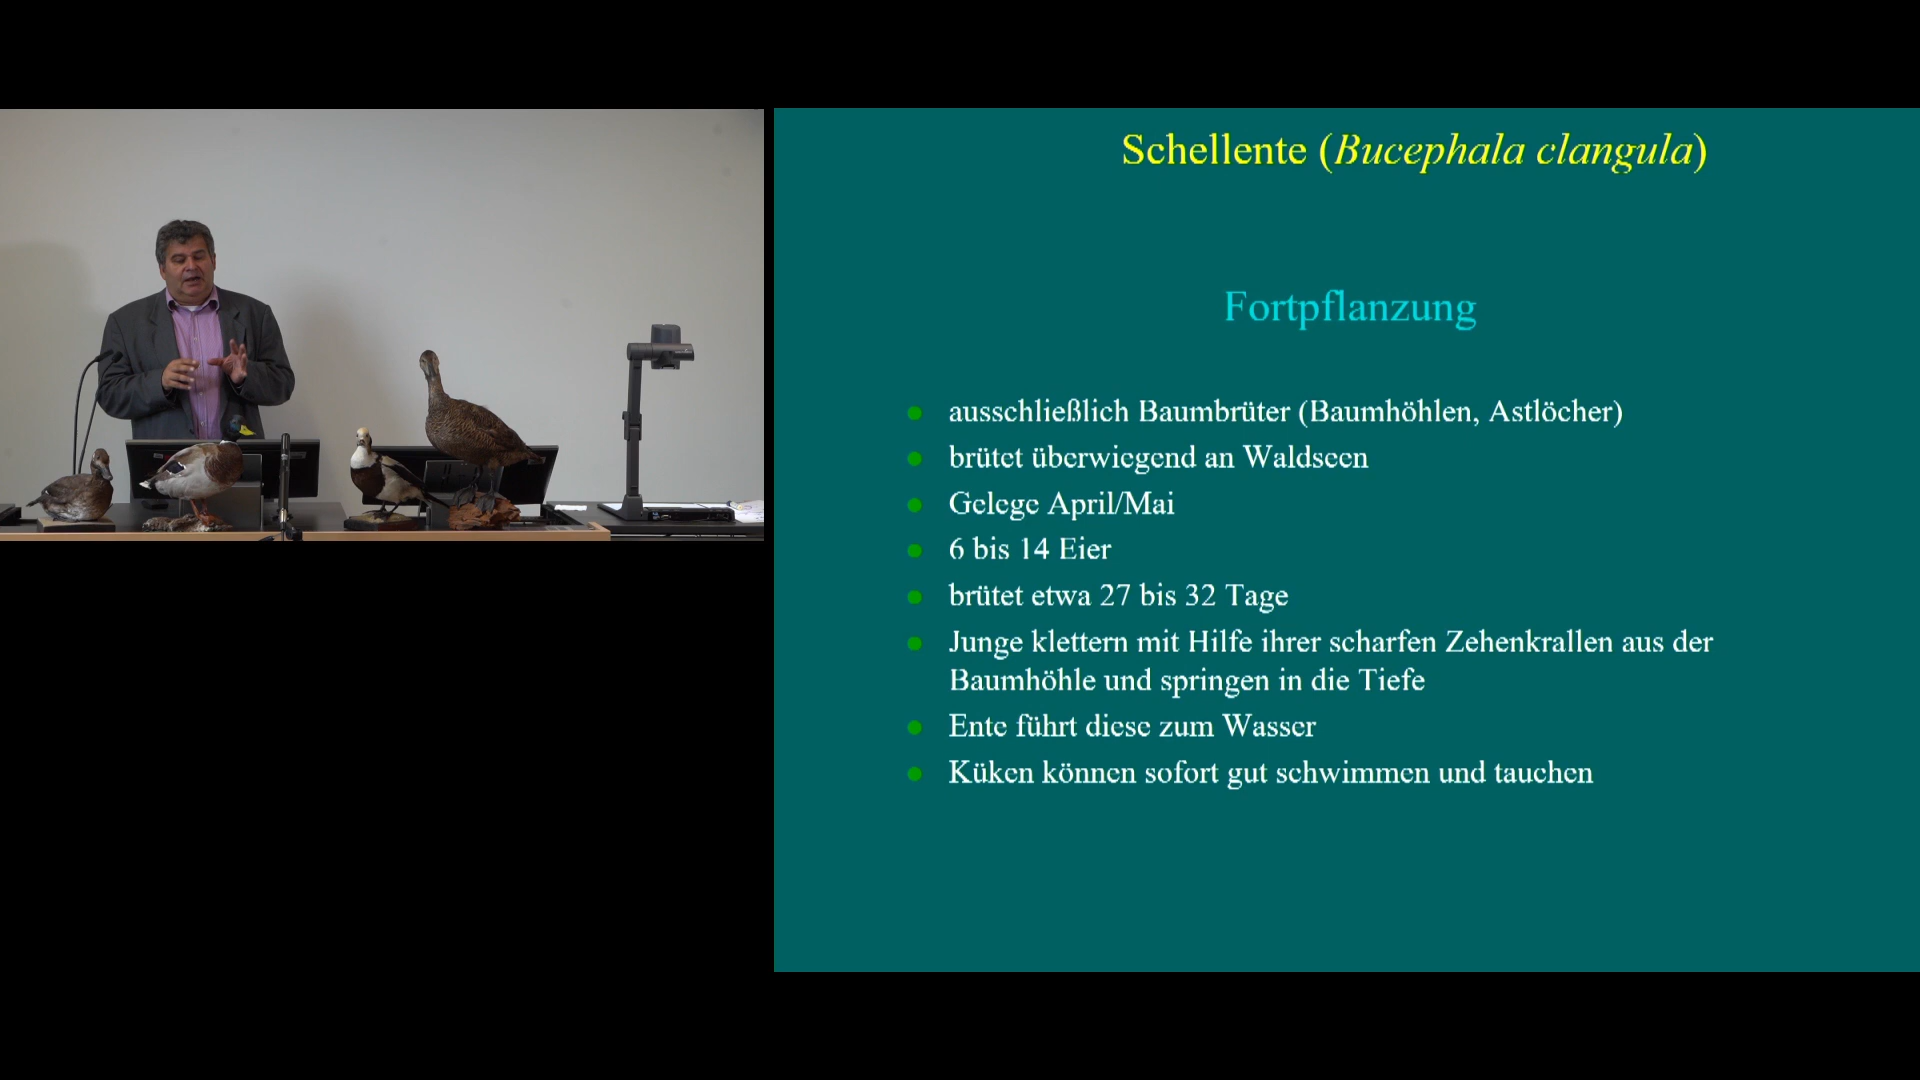 Schellente (Bucephala clangula)
Fortpflanzung
ausschließlich Baumbrüter (Baumhöhlen, Astlöcher)
brütet überwiegend an Waldseen
Gelege April/Mai
6 bis 14 Eier
brütet etwa 27 bis 32 Tage
Junge klettern mit Hilfe ihrer scharfen Zehenkrallen aus der
Baumhöhle und springen in die Tiefe
Ente führt diese zum Wasser
Küken können sofort gut schwimmen und tauchen